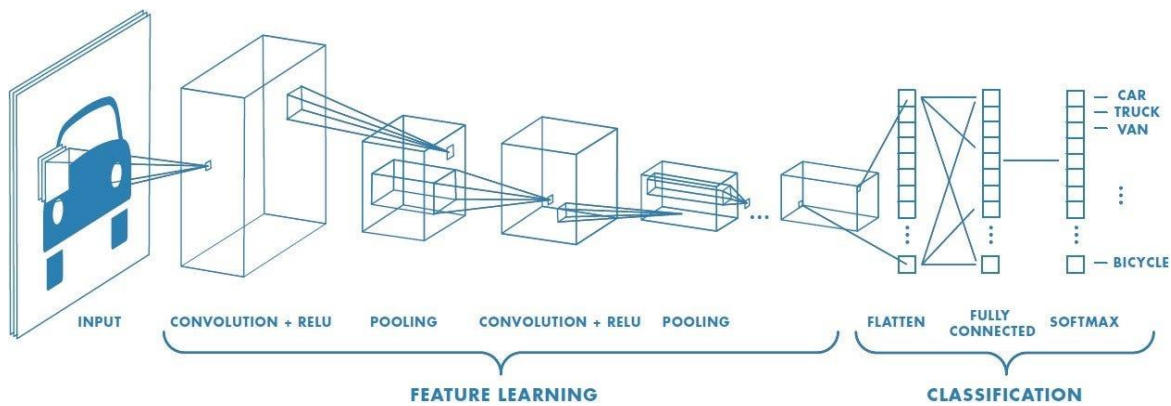 CAR
TRUCK
VAN
BICYCLE
INPUT
CONVOLUTION + RELU
POOLING
CONVOLUTION + RELU
POOLING
FLATTEN
FULLY
CONNECTED
SOFTMAX
FEATURE LEARNING
CLASSIFICATION